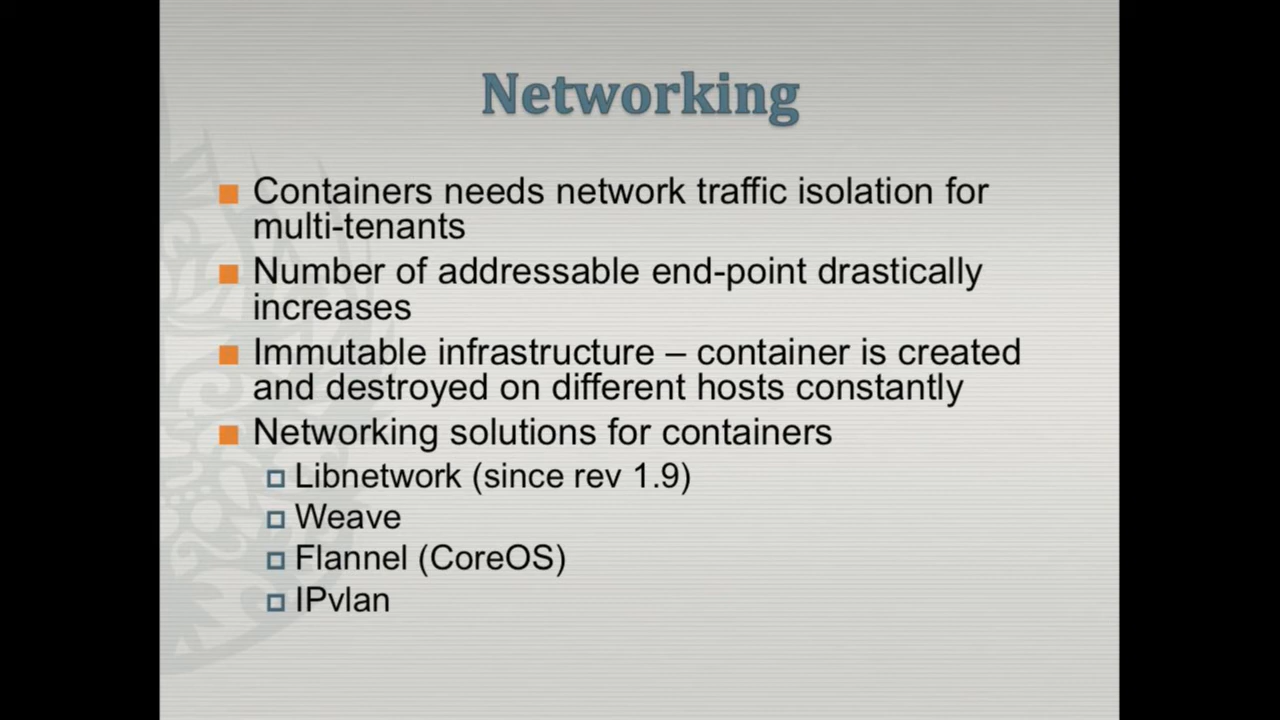 Networking
Containers needs network traffic isolation for
multi-tenants
Number of addressable end-point drastically
increases
Immutable infrastructure – container is created
and destroyed on different hosts constantly
Networking solutions for containers
Libnetwork (since rev 1.9)
Weave
Flannel (CoreOS)
IPvlan